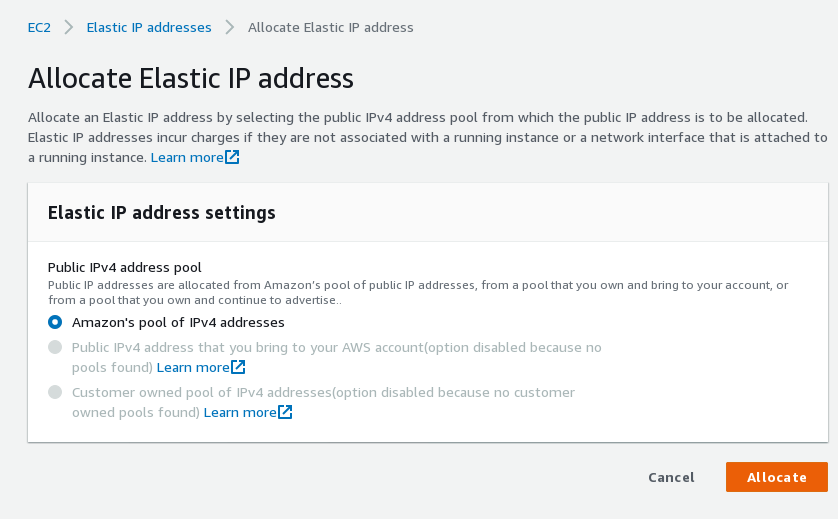 EC2 Elastic IP addresses Allocate Elastic IP address
Allocate Elastic IP address
Allocate an Elastic IP address by selecting the public IPv4 address pool from which the public IP address is to be allocated.
Elastic IP addresses incur charges if they are not associated with a running instance or a network interface that is attached to
a running instance. Learn more
Elastic IP address settings
Public IPv4 address pool
Public IP addresses are allocated from Amazon's pool of public IP addresses, from a pool that you own and bring to your account, or
from a pool that you own and continue to advertise..
Amazon's pool of IPv4 addresses
Public IPv4 address that you bring to your AWS account(option disabled because no
pools found) Learn more
Customer owned pool of IPv4 addresses(option disabled because no customer
owned pools found) Learn more
Cancel Allocate